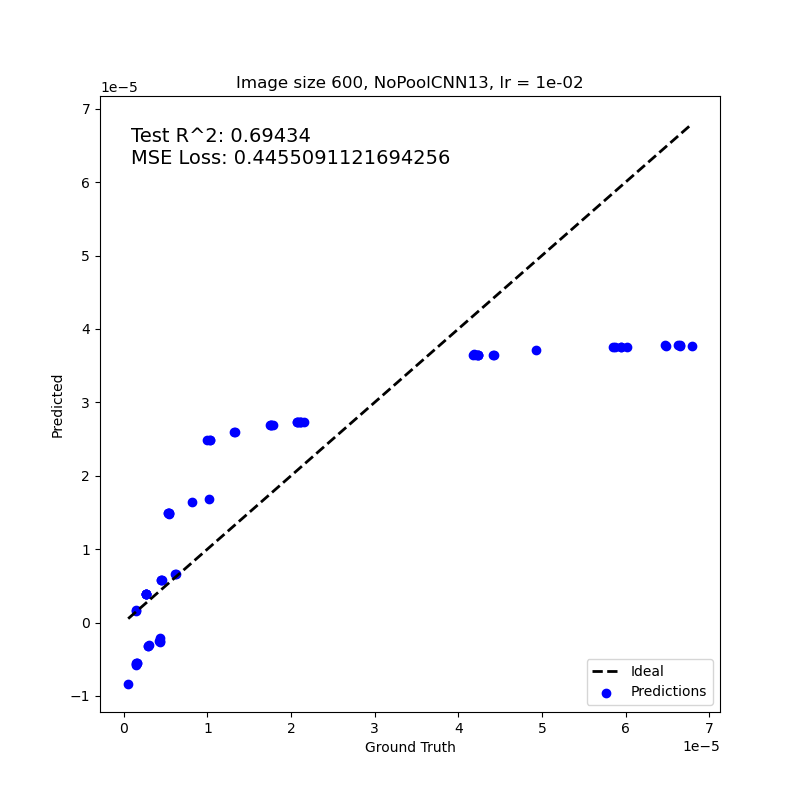 Image size 600, NoPoolCNN13, lr = 1e-02
1e−5
Test R^2: 0.69434
MSE Loss: 0.4455091121694256
7
6
5
4
3
2
1
0
−1
Predicted
Ideal
Predictions
0 1 2 3 4 5 6 7
1e−5
Ground Truth